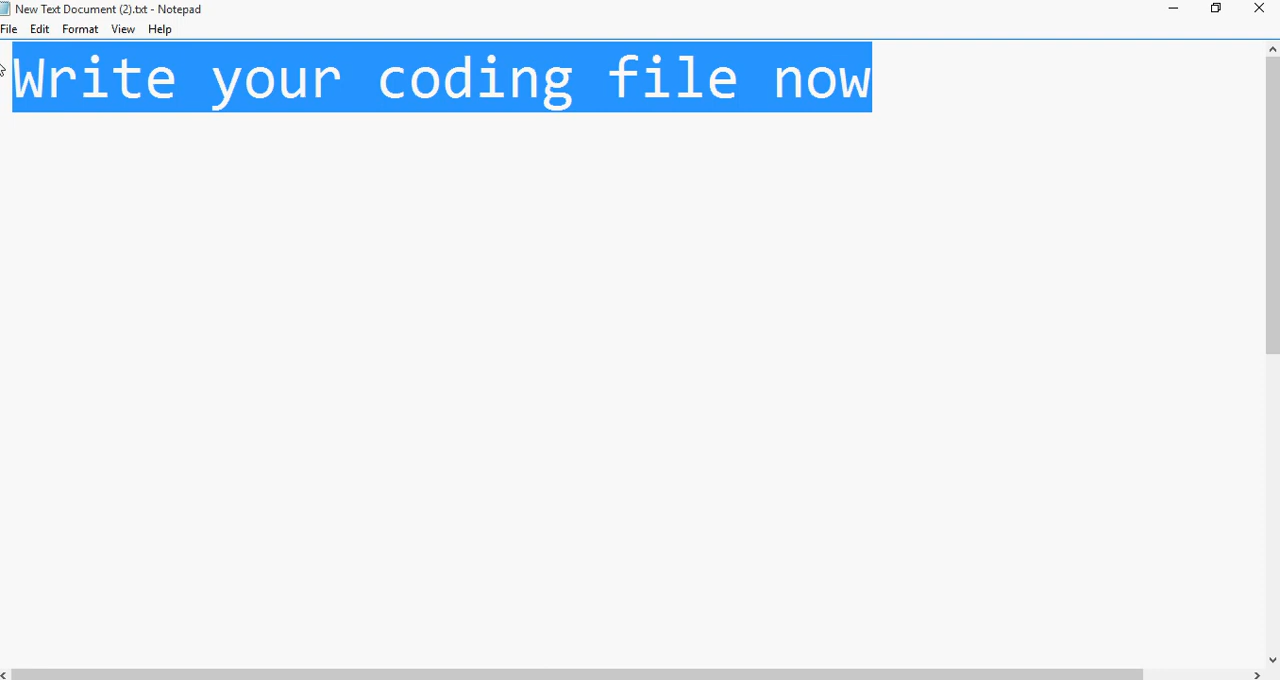 New Text Document (2).txt - Notepad
File Edit Format View Help
Write your coding file now